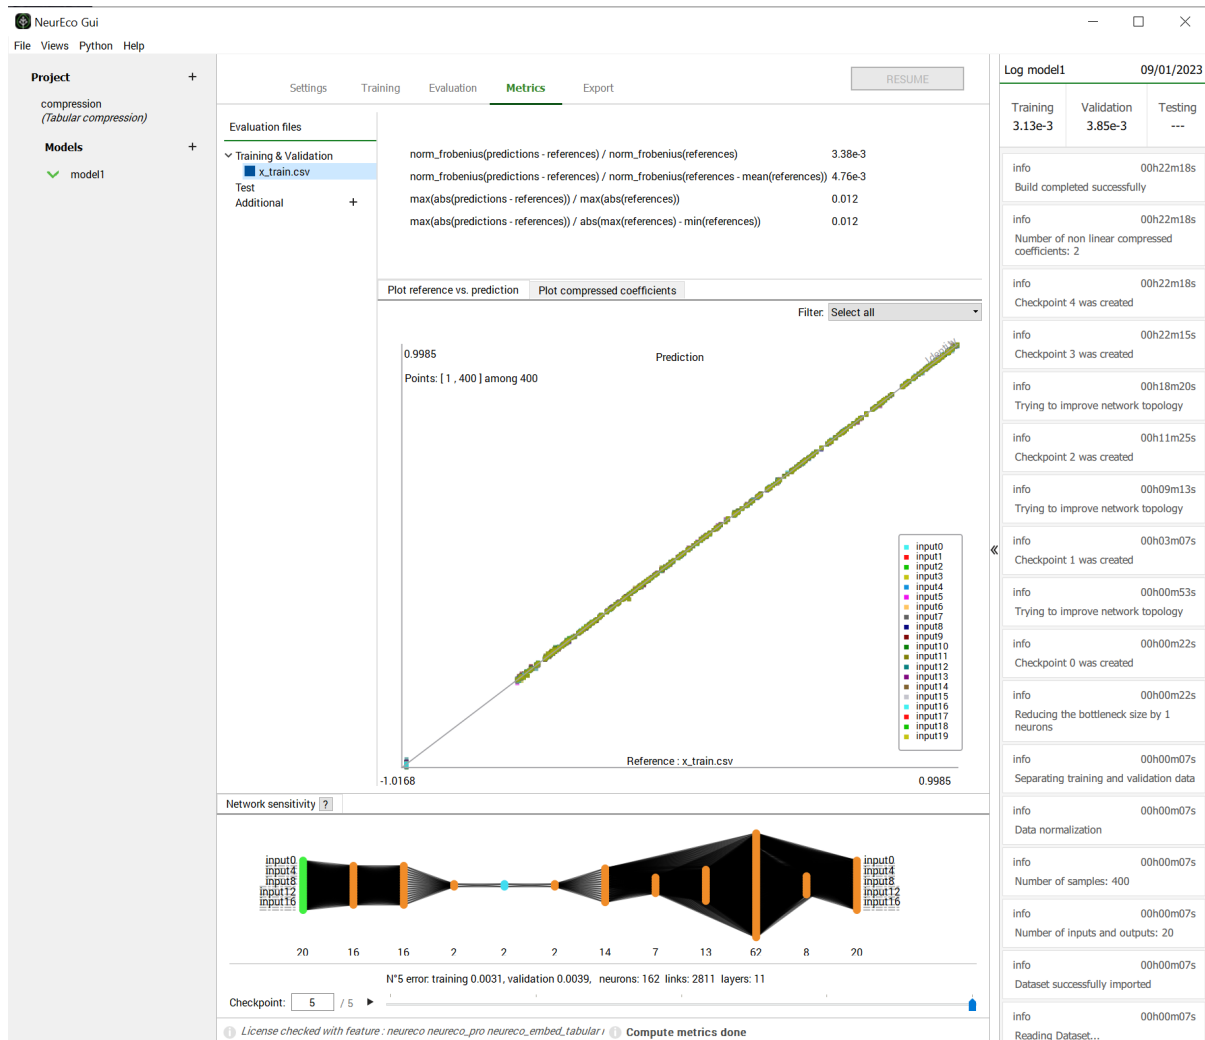 NeurEco Gui
File Views Python Help
Project +
compression
(Tabular compression)
Models +
model1
Settings Training Evaluation Metrics Export
RESUME
Evaluation files
Training & Validation
x_train.csv
Test
Additional +
norm_frobenius(predictions - references) / norm_frobenius(references) 3.38e-3
norm_frobenius(predictions - references) / norm_frobenius(references - mean(references)) 4.76e-3
max(abs(predictions - references)) / max(abs(references)) 0.012
max(abs(predictions - references)) / abs(max(references) - min(references)) 0.012
Plot reference vs. prediction Plot compressed coefficients
Filter: Select all
0.9985
Prediction
Identity
Points: [ 1 , 400 ] among 400
input0
input1
input2
input3
input4
input5
input6
input7
input8
input9
input10
input11
input12
input13
input14
input15
input16
input17
input18
input19
Reference : x_train.csv
-1.0168 0.9985
Network sensitivity ?
input0
input4
input8
input12
input16
input0
input4
input8
input12
input16
20 16 16 2 2 2 14 7 13 62 8 20
N°5 error: training 0.0031, validation 0.0039, neurons: 162 links: 2811 layers: 11
Checkpoint: 5 / 5
License checked with feature : neureco neureco_pro neureco_embed_tabular
Compute metrics done
«
Log model1 09/01/2023
Training Validation Testing
3.13e-3 3.85e-3 ---
info 00h22m18s
Build completed successfully
info 00h22m18s
Number of non linear compressed
coefficients: 2
info 00h22m18s
Checkpoint 4 was created
info 00h22m15s
Checkpoint 3 was created
info 00h18m20s
Trying to improve network topology
info 00h11m25s
Checkpoint 2 was created
info 00h09m13s
Trying to improve network topology
info 00h03m07s
Checkpoint 1 was created
info 00h00m53s
Trying to improve network topology
info 00h00m22s
Checkpoint 0 was created
info 00h00m22s
Reducing the bottleneck size by 1
neurons
info 00h00m07s
Separating training and validation data
info 00h00m07s
Data normalization
info 00h00m07s
Number of samples: 400
info 00h00m07s
Number of inputs and outputs: 20
info 00h00m07s
Dataset successfully imported
info 00h00m07s
Reading Dataset...